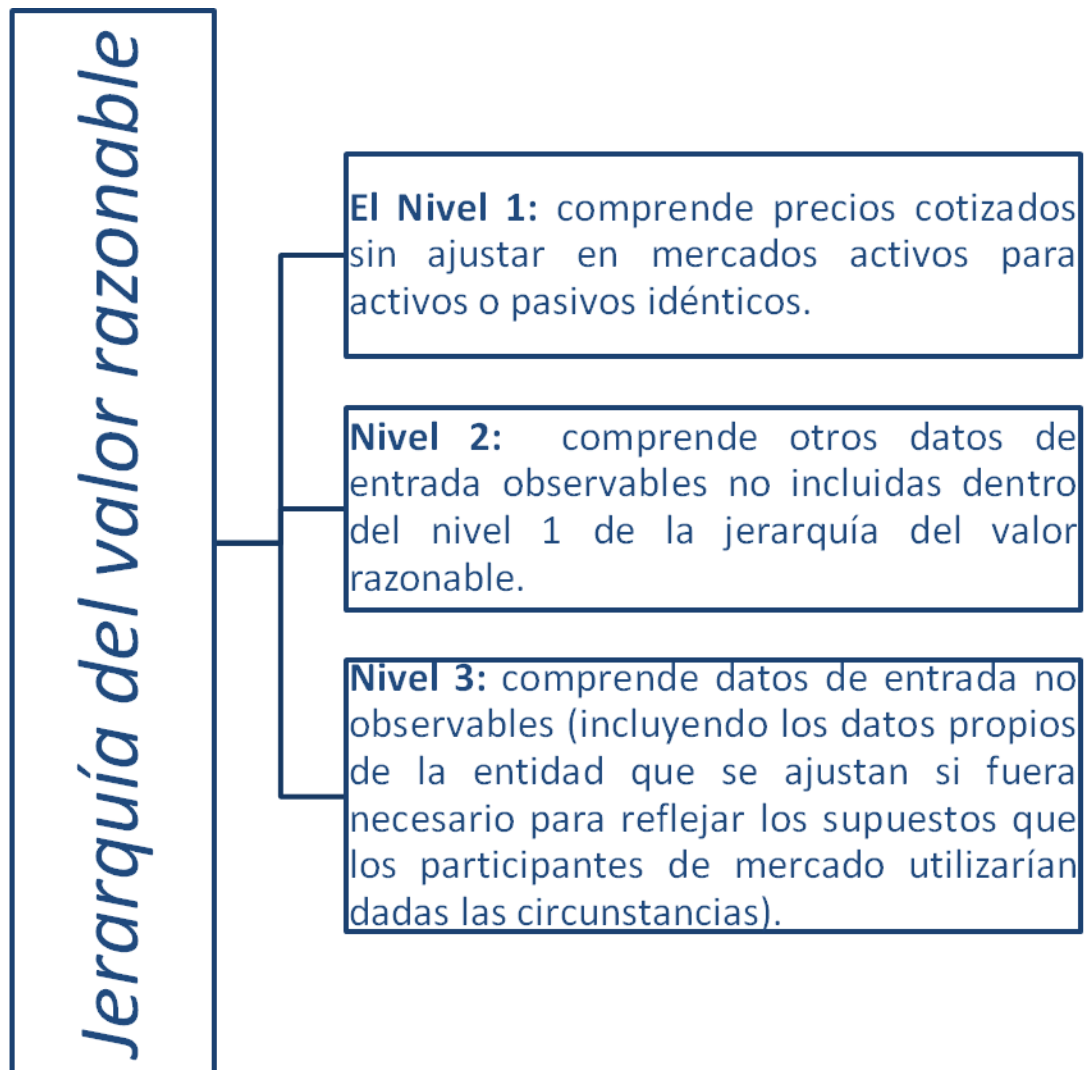 Jerarquía del valor razonable
El Nivel 1: comprende precios cotizados
sin ajustar en mercados activos para
activos o pasivos idénticos.
Nivel 2: comprende otros datos de
entrada observables no incluidas dentro
del nivel 1 de la jerarquía del valor
razonable.
Nivel 3: comprende datos de entrada no
observables (incluyendo los datos propios
de la entidad que se ajustan si fuera
necesario para reflejar los supuestos que
los participantes de mercado utilizarían
dadas las circunstancias).